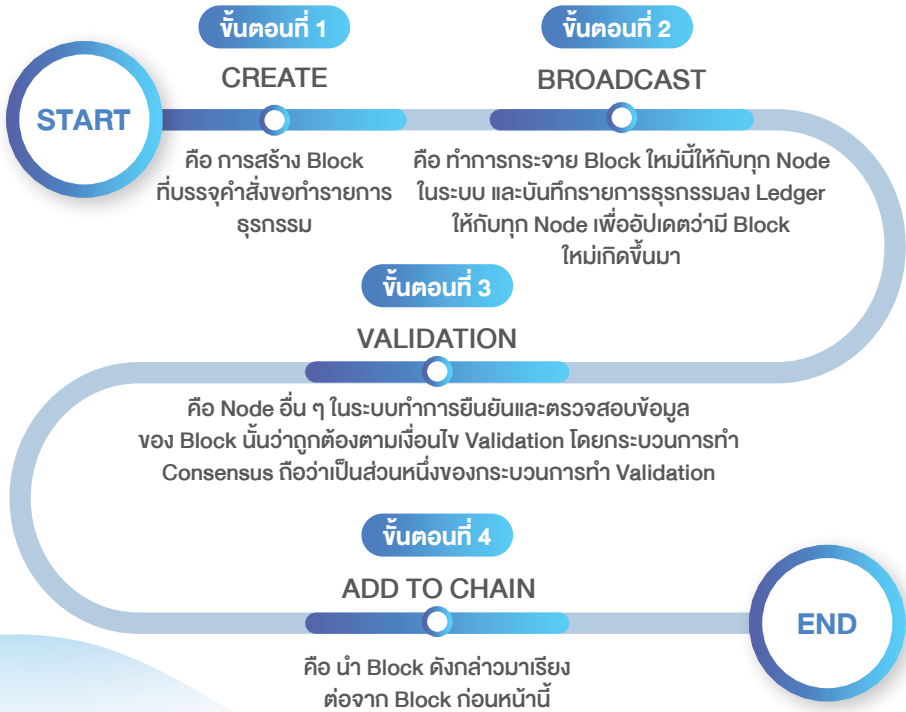 START
ขั้นตอนที่ 1
CREATE
คือ การสร้าง Block
ที่บรรจุคำสั่งขอทำรายการ
ธุรกรรม
ขั้นตอนที่ 2
BROADCAST
คือ ทำการกระจาย Block ใหม่นี้ให้กับทุก Node
ในระบบ และบันทึกรายการธุรกรรมลง Ledger
ให้กับทุก Node เพื่ออัปเดตว่ามี Block
ใหม่เกิดขึ้นมา
ขั้นตอนที่ 3
VALIDATION
คือ Node อื่น ๆ ในระบบทำการยืนยันและตรวจสอบข้อมูล
ของ Block นั้นว่าถูกต้องตามเงื่อนไข Validation โดยกระบวนการทำ
Consensus ถือว่าเป็นส่วนหนึ่งของกระบวนการทำ Validation
ขั้นตอนที่ 4
ADD TO CHAIN
คือ นำ Block ดังกล่าวมาเรียง
ต่อจาก Block ก่อนหน้านี้
END